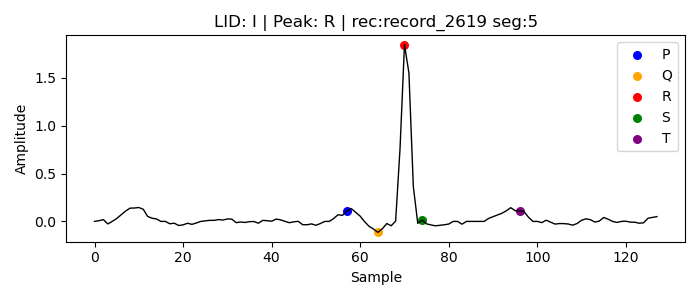 LID: I | Peak: R | rec:record_2619 seg:5
Amplitude
1.5
1.0
0.5
0.0
0 20 40 60 80 100 120
Sample
P
Q
R
S
T